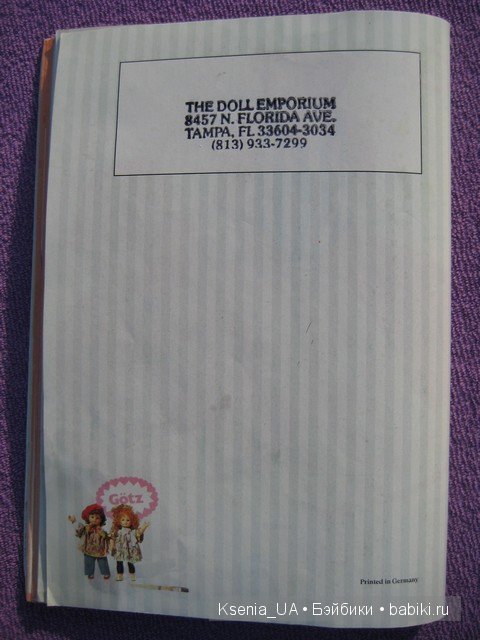 THE DOLL EMPORIUM
8457 N. FLORIDA AVE.
TAMPA, FL 33604-3034
(813) 933-7299
Götz
Printed in Germany
Ksenia_UA • Бэйбики • babiki.ru